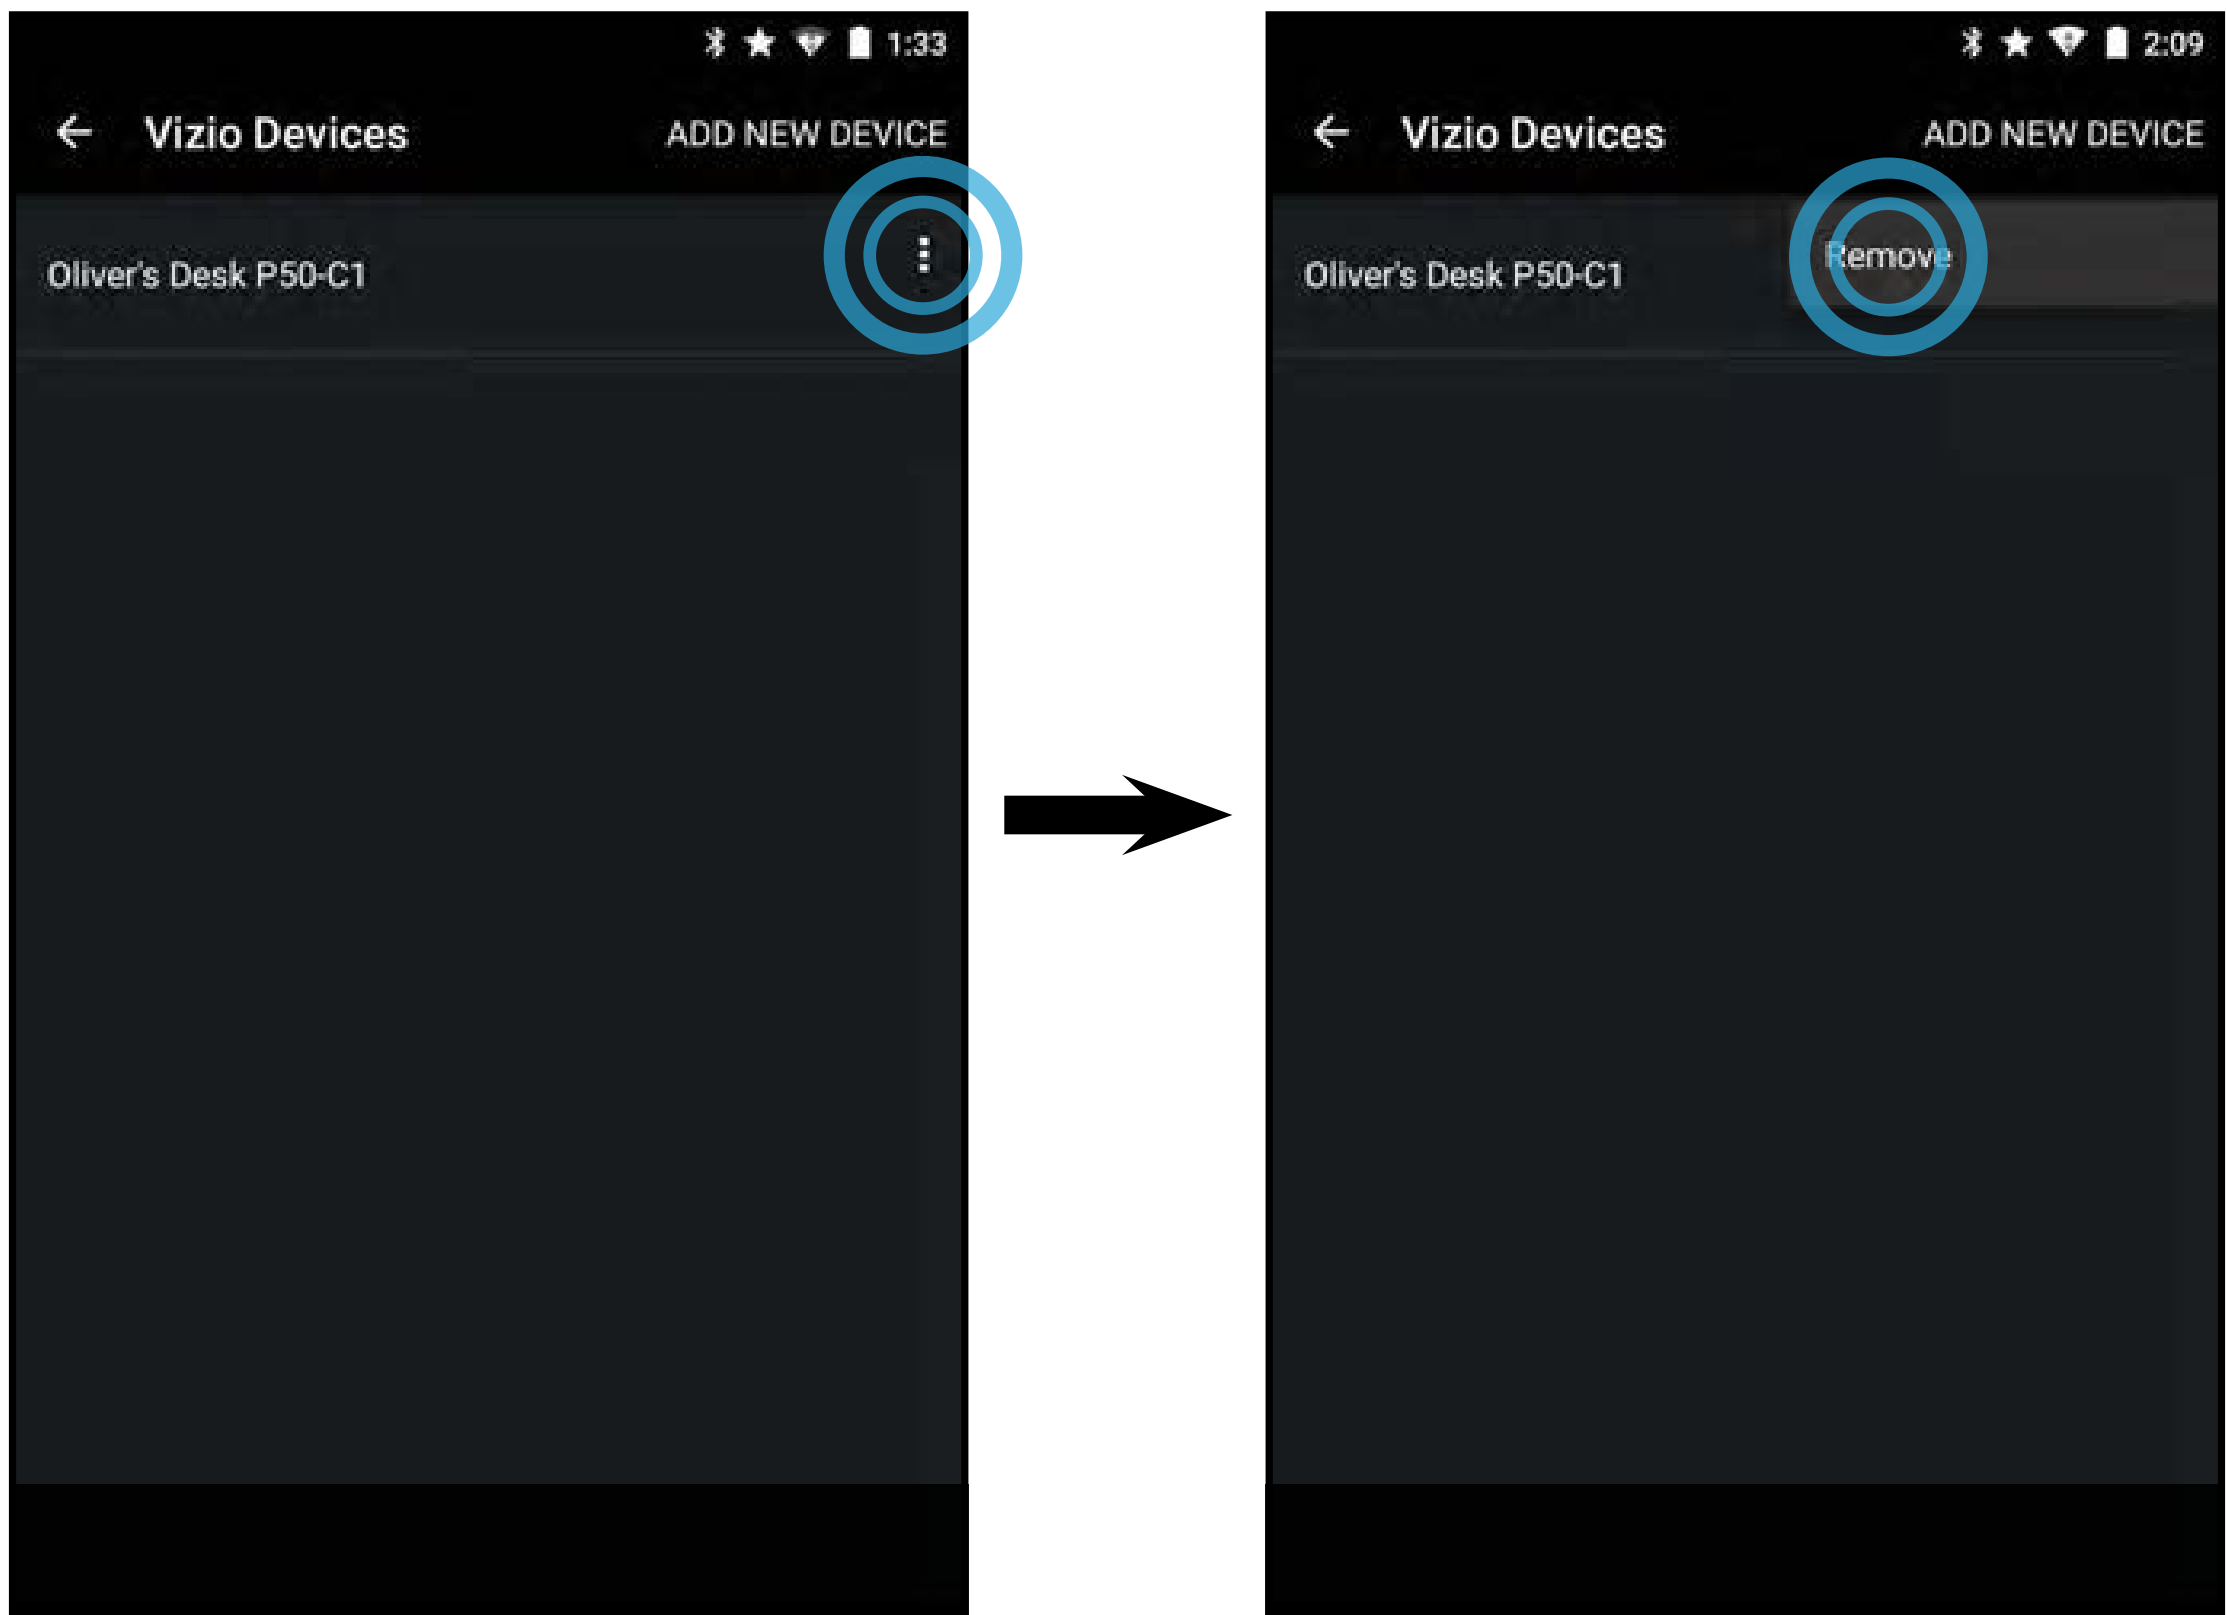 1:33
Vizio Devices
ADD NEW DEVICE
Oliver's Desk P50-C1
2:09
Vizio Devices
ADD NEW DEVICE
Remove
Oliver's Desk P50-C1